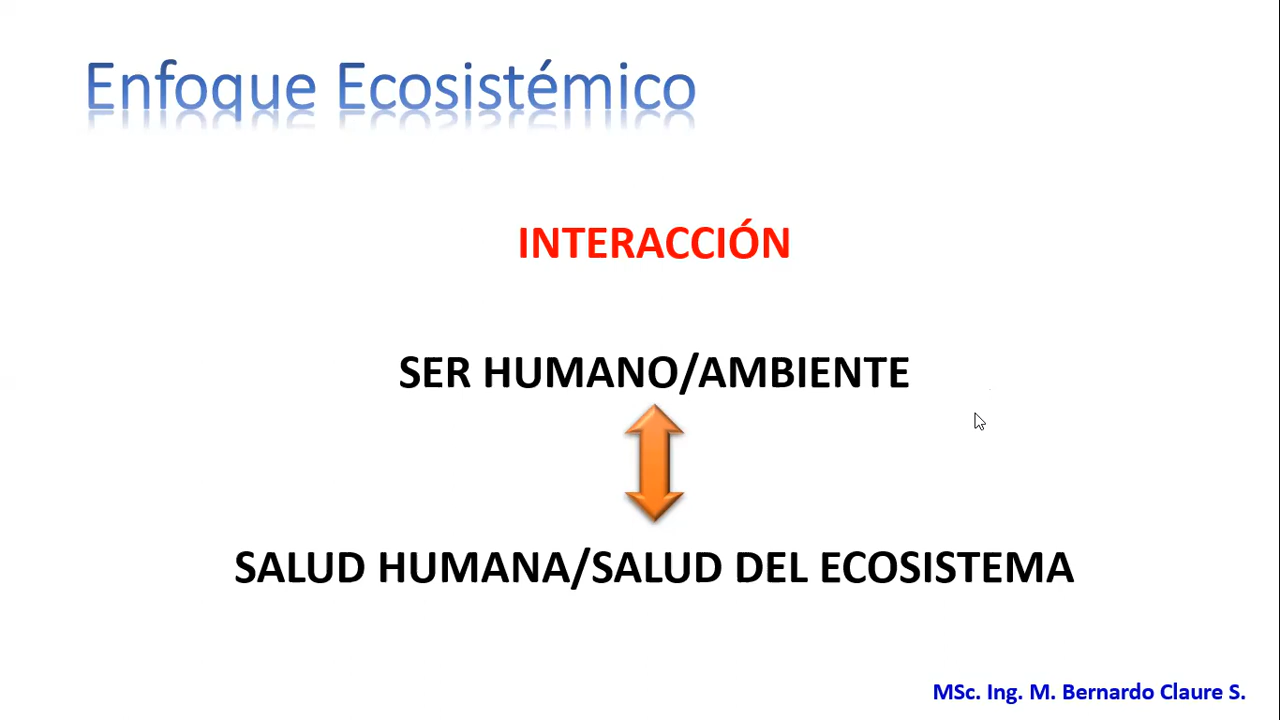 Enfoque Ecosistémico
INTERACCIÓN
SER HUMANO/AMBIENTE
SALUD HUMANA/SALUD DEL ECOSISTEMA
MSc. Ing. M. Bernardo Claure S.